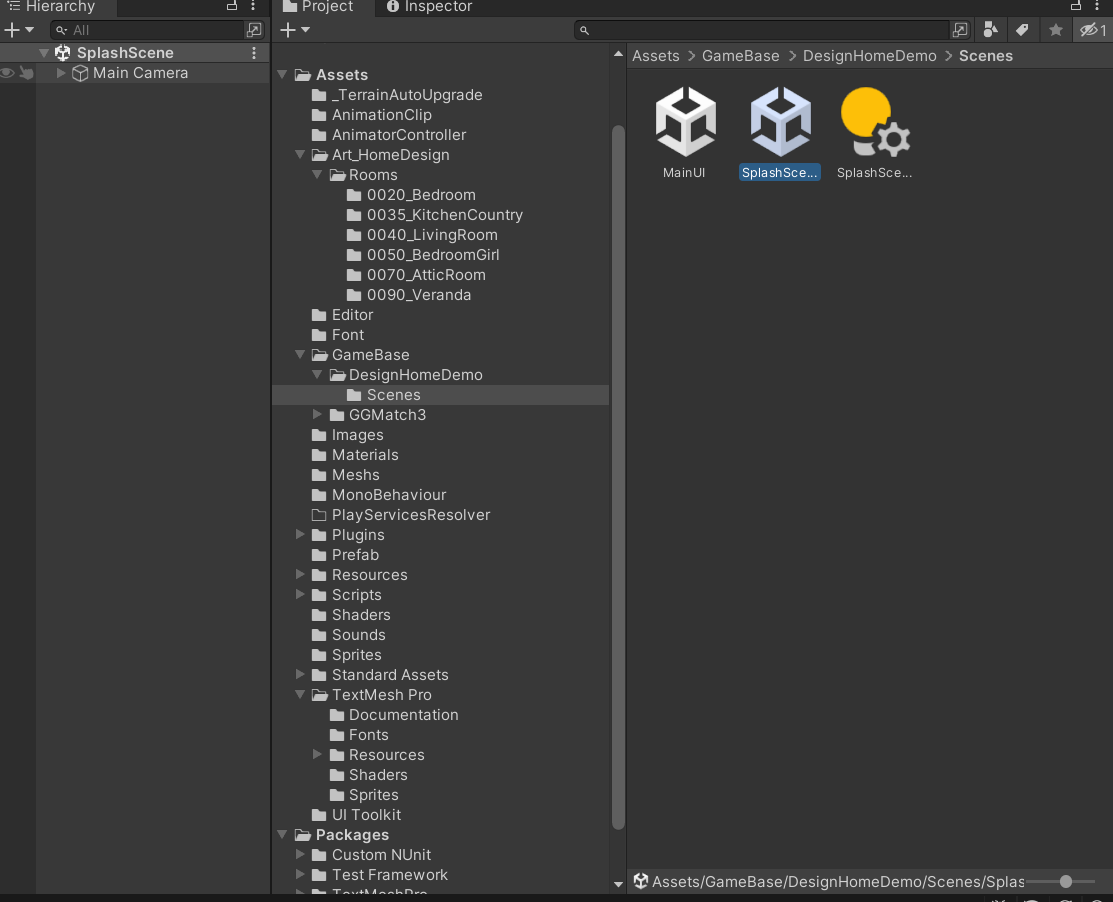 Hierarchy
All
SplashScene
Main Camera
Project
Inspector
1
Assets
_TerrainAutoUpgrade
AnimationClip
AnimatorController
Art_HomeDesign
Rooms
0020_Bedroom
0035_KitchenCountry
0040_LivingRoom
0050_BedroomGirl
0070_AtticRoom
0090_Veranda
Editor
Font
GameBase
DesignHomeDemo
Scenes
GGMatch3
Images
Materials
Meshs
MonoBehaviour
PlayServicesResolver
Plugins
Prefab
Resources
Scripts
Shaders
Sounds
Sprites
Standard Assets
TextMesh Pro
Documentation
Fonts
Resources
Shaders
Sprites
UI Toolkit
Packages
Custom NUnit
Test Framework
TextMeshPro
Assets > GameBase > DesignHomeDemo > Scenes
MainUI
SplashSce...
SplashSce...
Assets/GameBase/DesignHomeDemo/Scenes/Splas